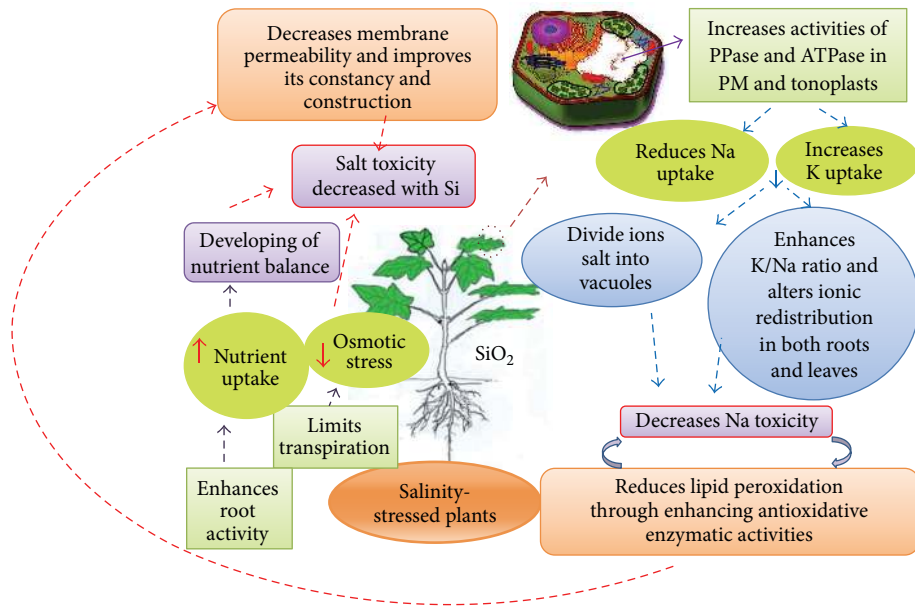 Decreases membrane
permeability and improves
its constancy and
construction
Increases activities of
PPase and ATPase in
PM and tonoplasts
Salt toxicity
decreased with Si
Reduces Na
uptake
Increases
K uptake
Developing of
nutrient balance
Divide ions
salt into
vacuoles
Enhances
K/Na ratio and
alters ionic
redistribution
in both roots
and leaves
Nutrient
uptake
Osmotic
stress
SiO₂
Limits
transpiration
Decreases Na toxicity
Enhances
root
activity
Salinity-
stressed plants
Reduces lipid peroxidation
through enhancing antioxidative
enzymatic activities